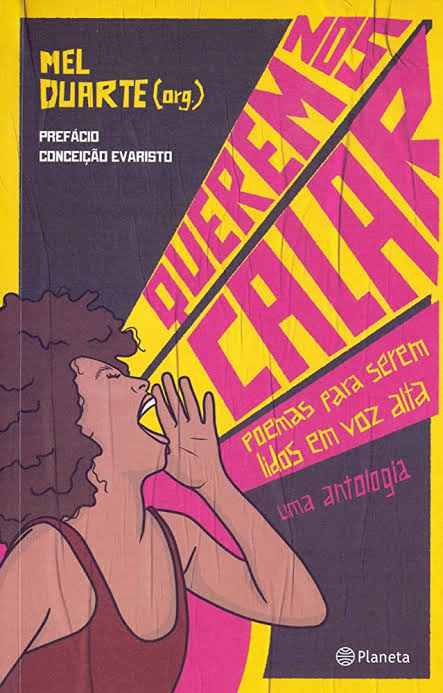 MEL
DUARTE (org.)
PREFÁCIO
CONCEIÇÃO EVARISTO
QUEREM NOS
CALAR
poemas para serem
lidos em voz alta
uma antologia
Planeta